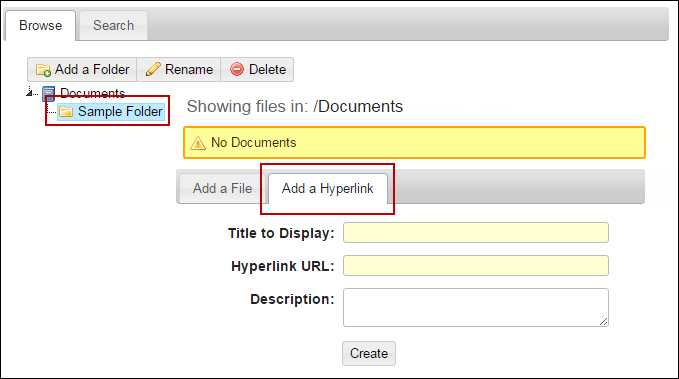 Browse Search
Add a Folder Rename Delete
Documents
Sample Folder
Showing files in: /Documents
No Documents
Add a File Add a Hyperlink
Title to Display:
Hyperlink URL:
Description:
Create